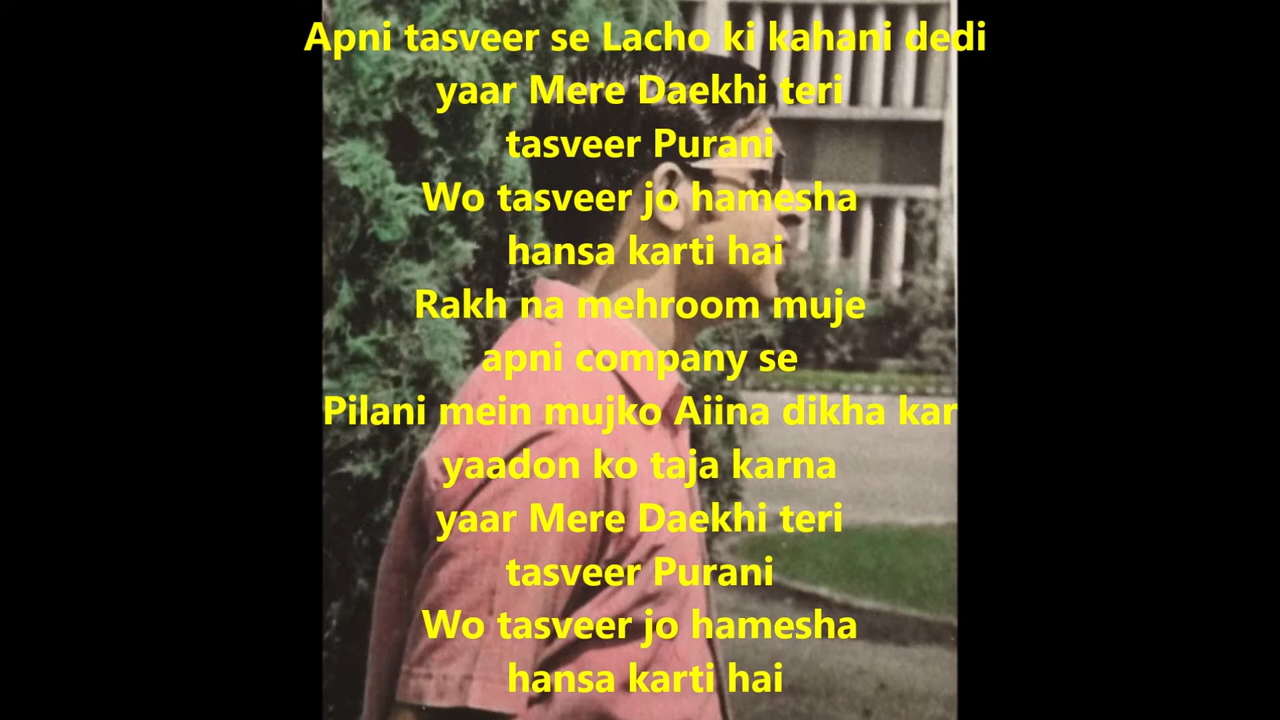 Apni tasveer se Lacho ki kahani dedi
yaar Mere Daekhi teri
tasveer Purani
Wo tasveer jo hamesha
hansa karti hai
Rakh na mehroom muje
apni company se
Pilani mein mujko Aiina dikha kar
yaadon ko taja karna
yaar Mere Daekhi teri
tasveer Purani
Wo tasveer jo hamesha
hansa karti hai